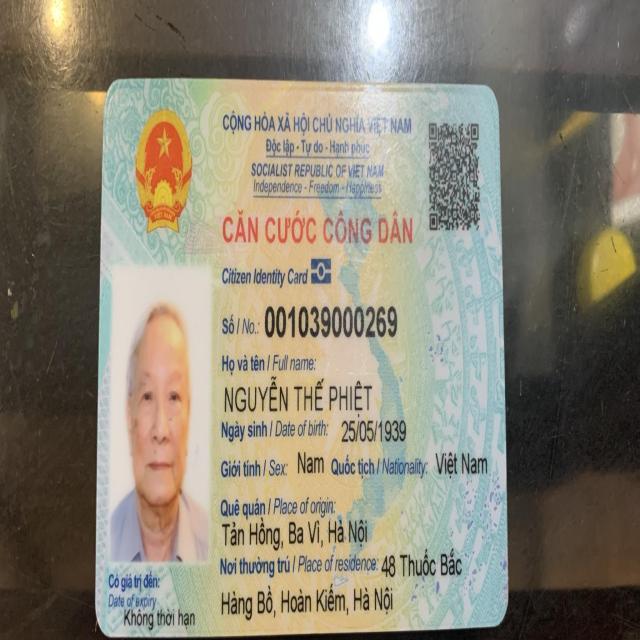 CỘNG HÒA XÃ HỘI CHỦ NGHĨA VIỆT NAM
Độc lập - Tự do - Hạnh phúc
SOCIALIST REPUBLIC OF VIET NAM
Independence - Freedom - Happiness
CĂN CƯỚC CÔNG DÂN
Citizen Identity Card
Số / No.: 001039000269
Họ và tên / Full name:
NGUYỄN THẾ PHIỆT
Ngày sinh / Date of birth: 25/05/1939
Giới tính / Sex: Nam Quốc tịch / Nationality: Việt Nam
Quê quán / Place of origin:
Tản Hồng, Ba Vì, Hà Nội
Nơi thường trú / Place of residence: 48 Thuốc Bắc
Hàng Bồ, Hoàn Kiếm, Hà Nội
Có giá trị đến:
Date of expiry
Không thời hạn